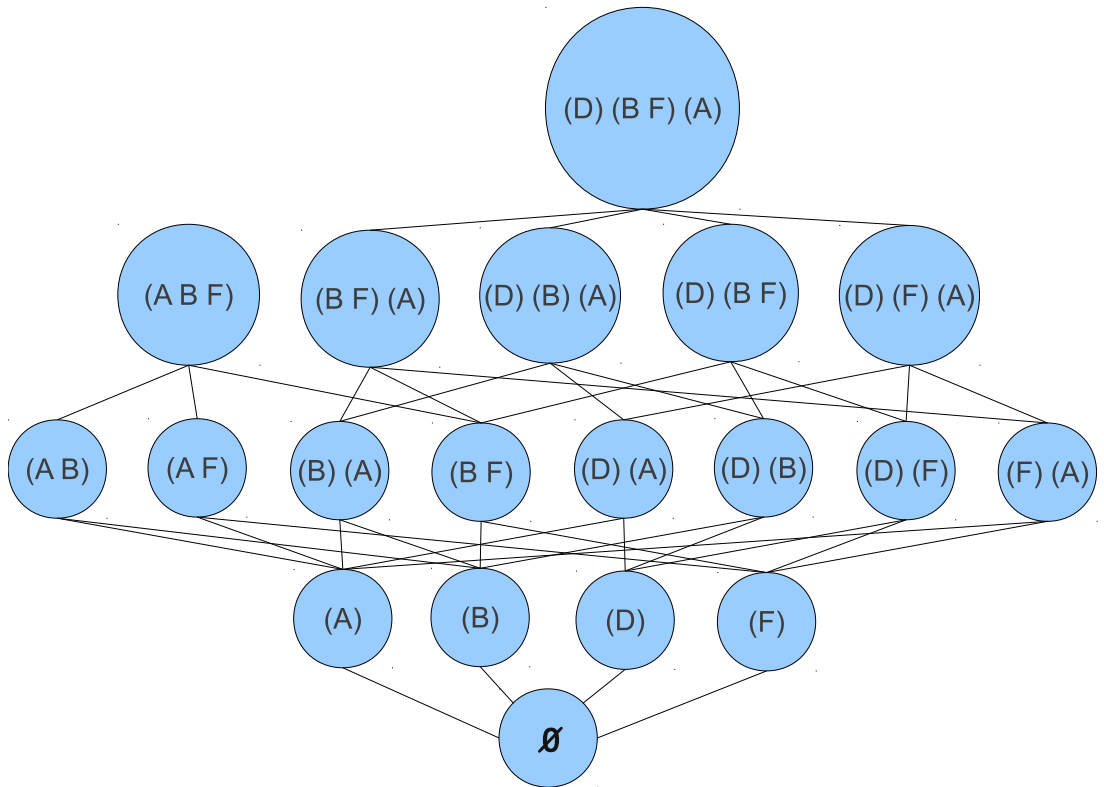 (D) (B F) (A)
(A B F)
(B F) (A)
(D) (B) (A)
(D) (B F)
(D) (F) (A)
(A B)
(A F)
(B) (A)
(B F)
(D) (A)
(D) (B)
(D) (F)
(F) (A)
(A)
(B)
(D)
(F)
Ø